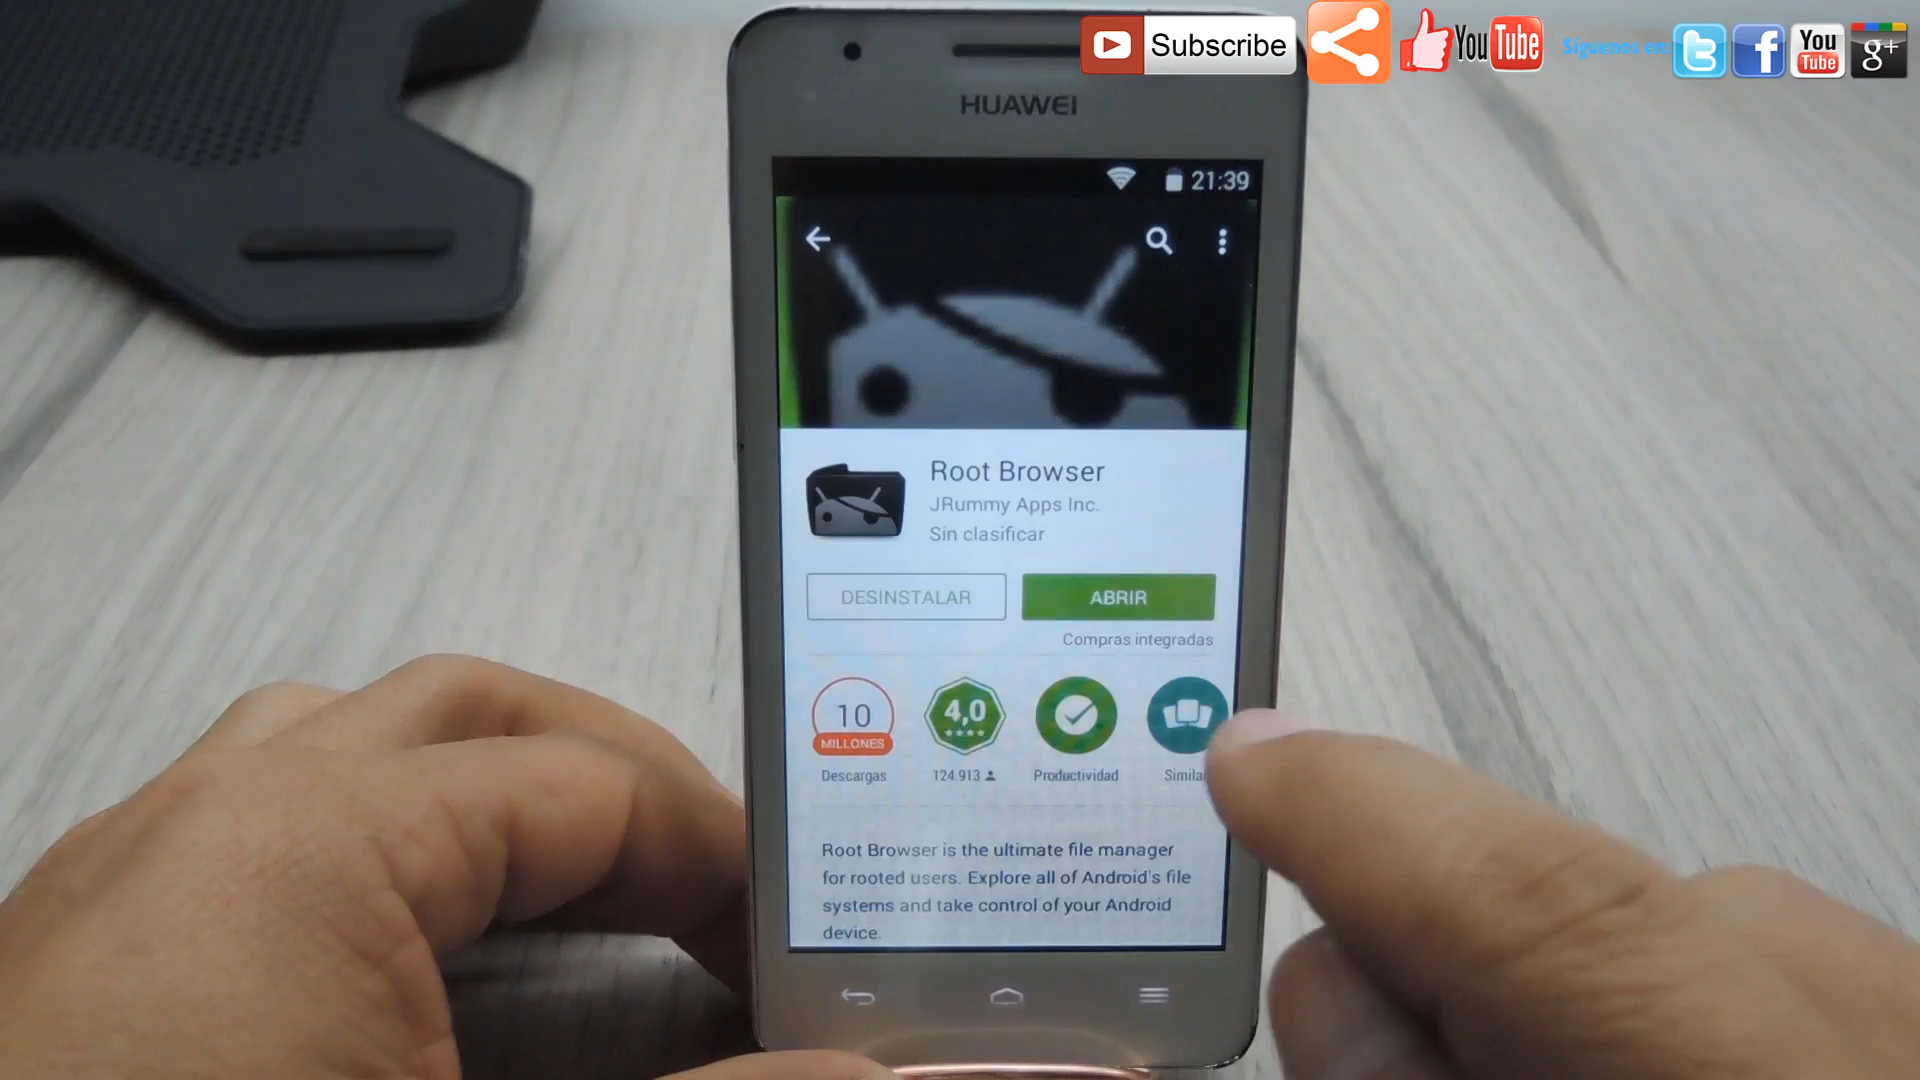 Subscribe
You Tube
Síguenos en:
You
Tube
g+
HUAWEI
21:39
Root Browser
JRummy Apps Inc.
Sin clasificar
DESINSTALAR
ABRIR
Compras integradas
10
MILLONES
4,0
Descargas
124.913
Productividad
Root Browser is the ultimate file manager
for rooted users. Explore all of Android's file
systems and take control of your Android
device.